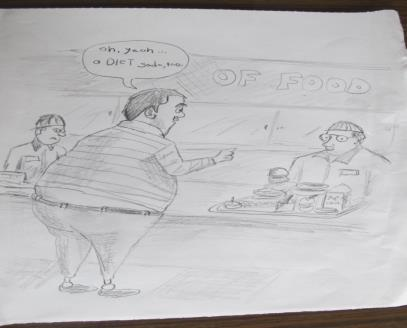 oh, yeah...
a DIET soda, too.
OF FOOD